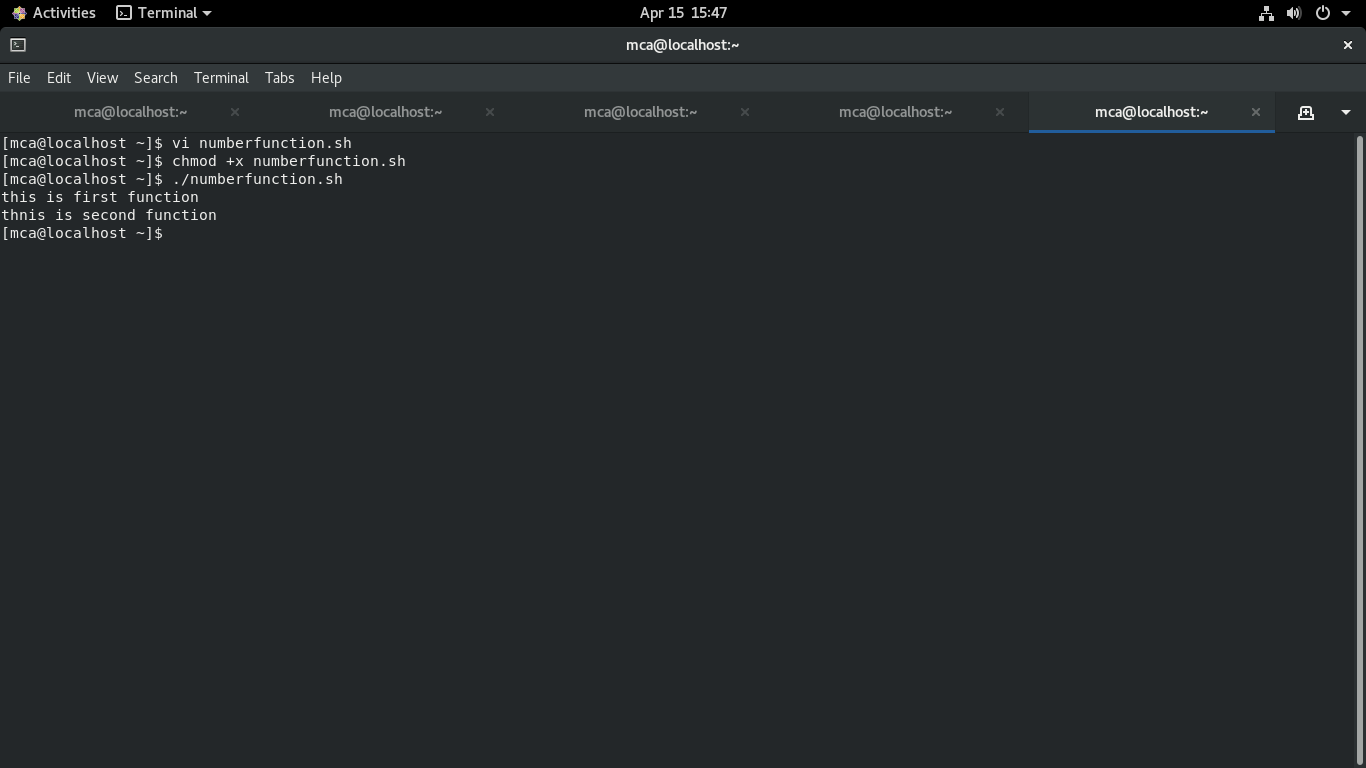 Activities Terminal Apr 15 15:47
mca@localhost:~
File Edit View Search Terminal Tabs Help
mca@localhost:~ mca@localhost:~ mca@localhost:~ mca@localhost:~ mca@localhost:~
[mca@localhost ~]$ vi numberfunction.sh
[mca@localhost ~]$ chmod +x numberfunction.sh
[mca@localhost ~]$ ./numberfunction.sh
this is first function
thnis is second function
[mca@localhost ~]$